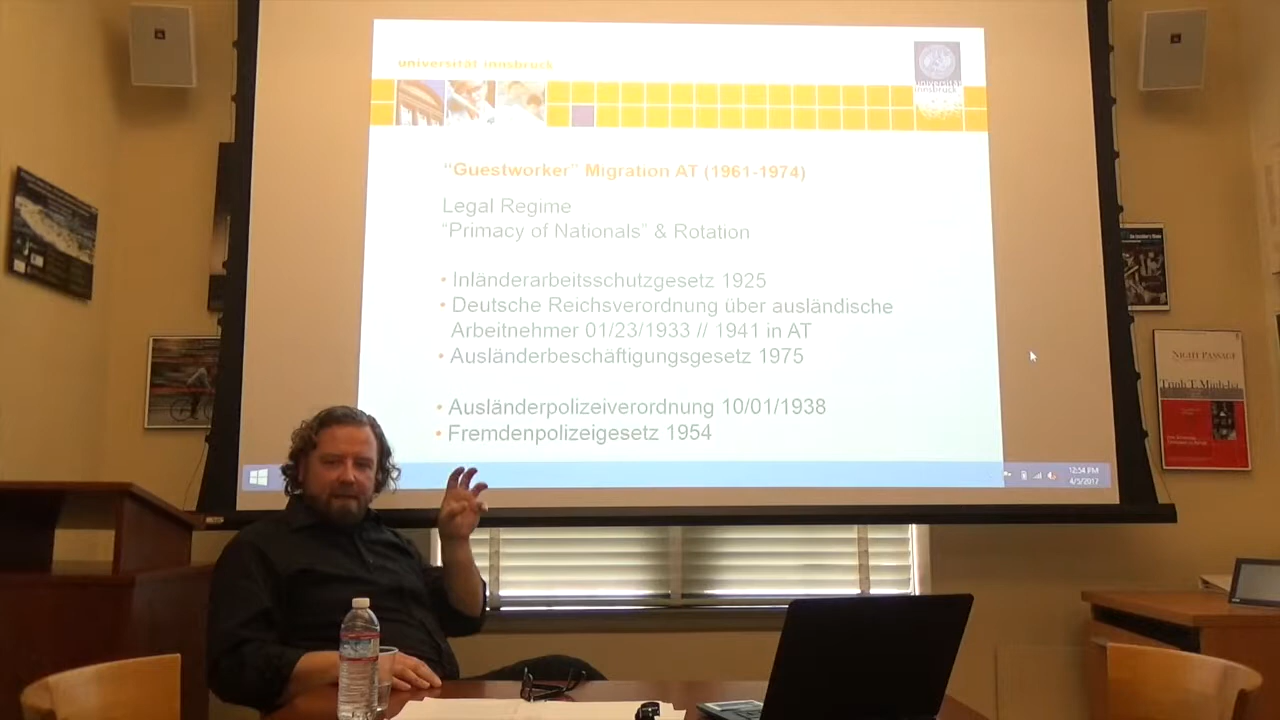 universität innsbruck
universität
innsbruck
"Guestworker" Migration AT (1961-1974)
Legal Regime
"Primacy of Nationals" & Rotation
• Inländerarbeitsschutzgesetz 1925
• Deutsche Reichsverordnung über ausländische
Arbeitnehmer 01/23/1933 // 1941 in AT
• Ausländerbeschäftigungsgesetz 1975
• Ausländerpolizeiverordnung 10/01/1938
• Fremdenpolizeigesetz 1954
12:54 PM
4/5/2017
NIGHT PASSAGE
Trinh T. Minh-ha